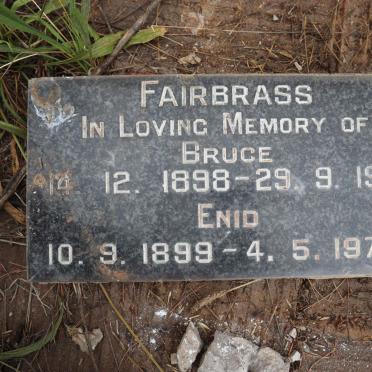 FAIRBRASS
IN LOVING MEMORY OF
BRUCE
14. 12. 1898-29. 9. 19
ENID
10. 9. 1899 - 4. 5. 197